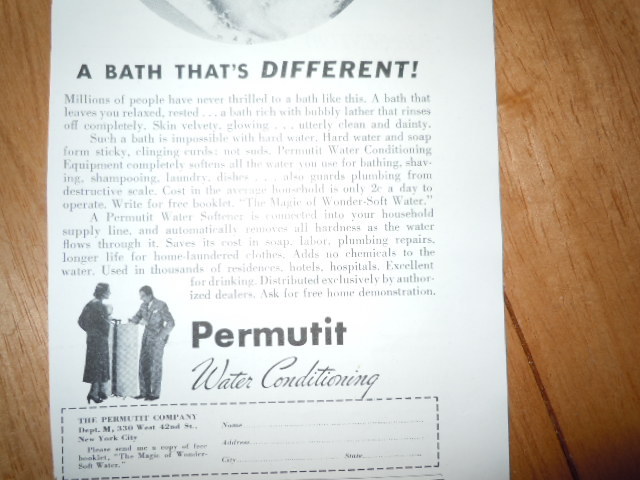 A BATH THAT'S DIFFERENT!
Millions of people have never thrilled to a bath like this. A bath that
leaves you relaxed, rested . . . a bath rich with bubbly lather that rinses
off completely. Skin velvety, glowing . . . utterly clean and dainty.
Such a bath is impossible with hard water. Hard water and soap
form sticky, clinging curds; not suds. Permutit Water Conditioning
Equipment completely softens all the water you use for bathing, shav-
ing, shampooing, laundry, dishes . . . also guards plumbing from
destructive scale. Cost in the average household is only 2c a day to
operate. Write for free booklet, "The Magic of Wonder-Soft Water."
A Permutit Water Softener is connected into your household
supply line, and automatically removes all hardness as the water
flows through it. Saves its cost in soap, labor, plumbing repairs,
longer life for home-laundered clothes. Adds no chemicals to the
water. Used in thousands of residences, hotels, hospitals. Excellent
for drinking. Distributed exclusively by author-
ized dealers. Ask for free home demonstration.
Permutit
Water Conditioning
THE PERMUTIT COMPANY
Dept. M, 330 West 42nd St.,
New York City
Please send me a copy of free
booklet, "The Magic of Wonder-
Soft Water."
Name
Address
City State